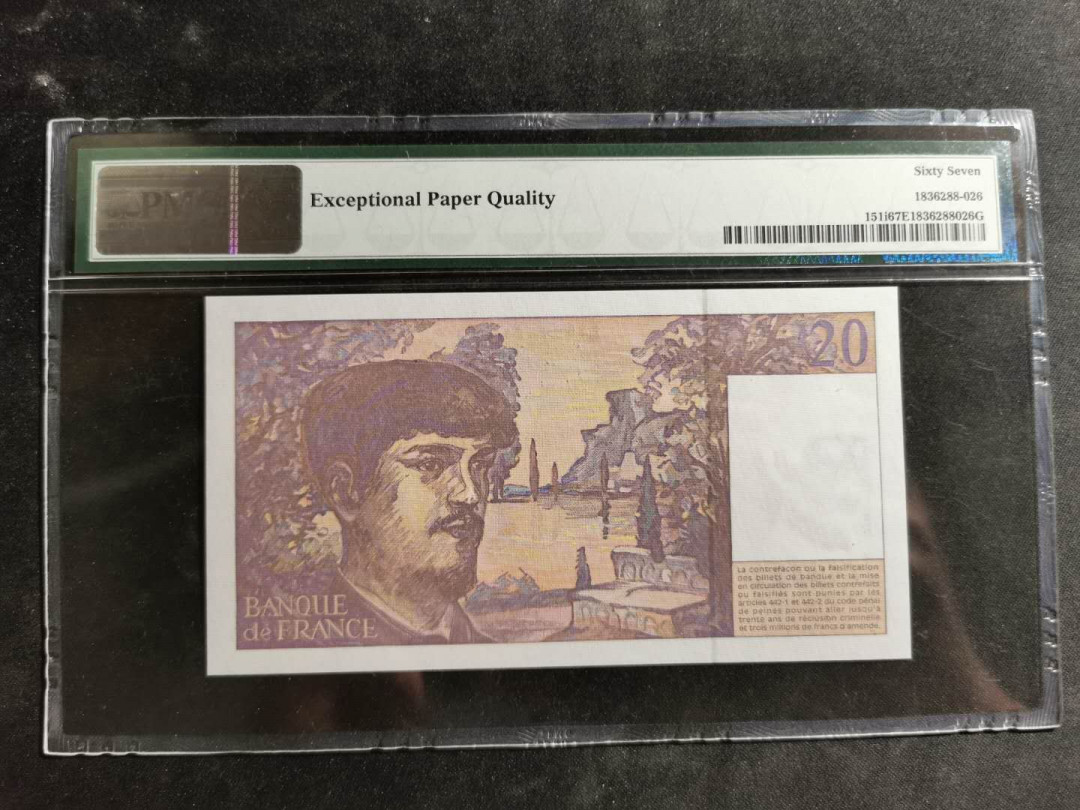 PM
Exceptional Paper Quality
Sixty Seven
1836288-026
151i67E1836288026G
20
BANQUE
de FRANCE
La contrefaçon ou la falsification
des billets de banque et la mise
en circulation des billets contrefaits
ou falsifiés sont punies par les
articles 442-1 et 442-2 du code pénal
de peines pouvant aller jusqu'à
trente ans de réclusion criminelle
et trois millions de francs d'amende.